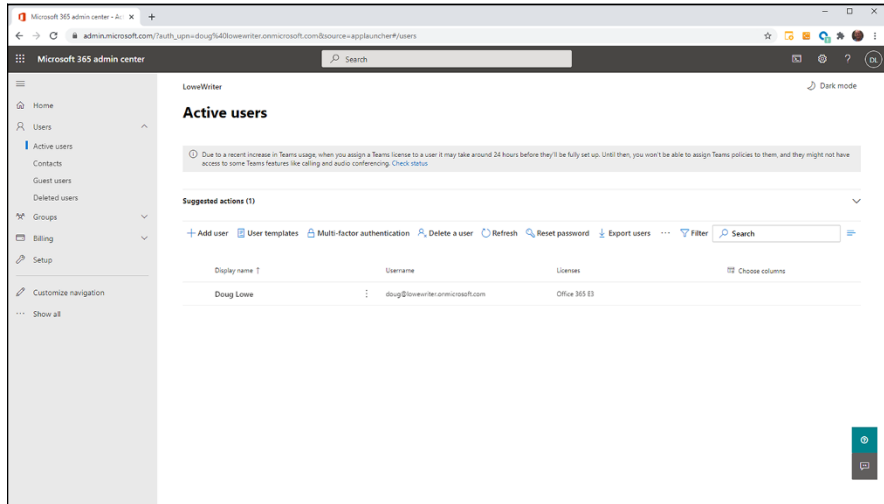 Microsoft 365 admin center - Ac
admin.microsoft.com/?auth_upn=doug%40lowewriter.onmicrosoft.com&source=applauncher#/users
Microsoft 365 admin center
Search
DL
LoweWriter
Dark mode
Home
Users
Active users
Contacts
Guest users
Deleted users
Groups
Billing
Setup
Customize navigation
Show all
Active users
Due to a recent increase in Teams usage, when you assign a Teams license to a user it may take around 24 hours before they'll be fully set up. Until then, you won't be able to assign Teams policies to them, and they might not have
access to some Teams features like calling and audio conferencing. Check status
Suggested actions (1)
Add user User templates Multi-factor authentication Delete a user Refresh Reset password Export users ... Filter Search
Display name ↑ Username Licenses Choose columns
Doug Lowe doug@lowewriter.onmicrosoft.com Office 365 E3